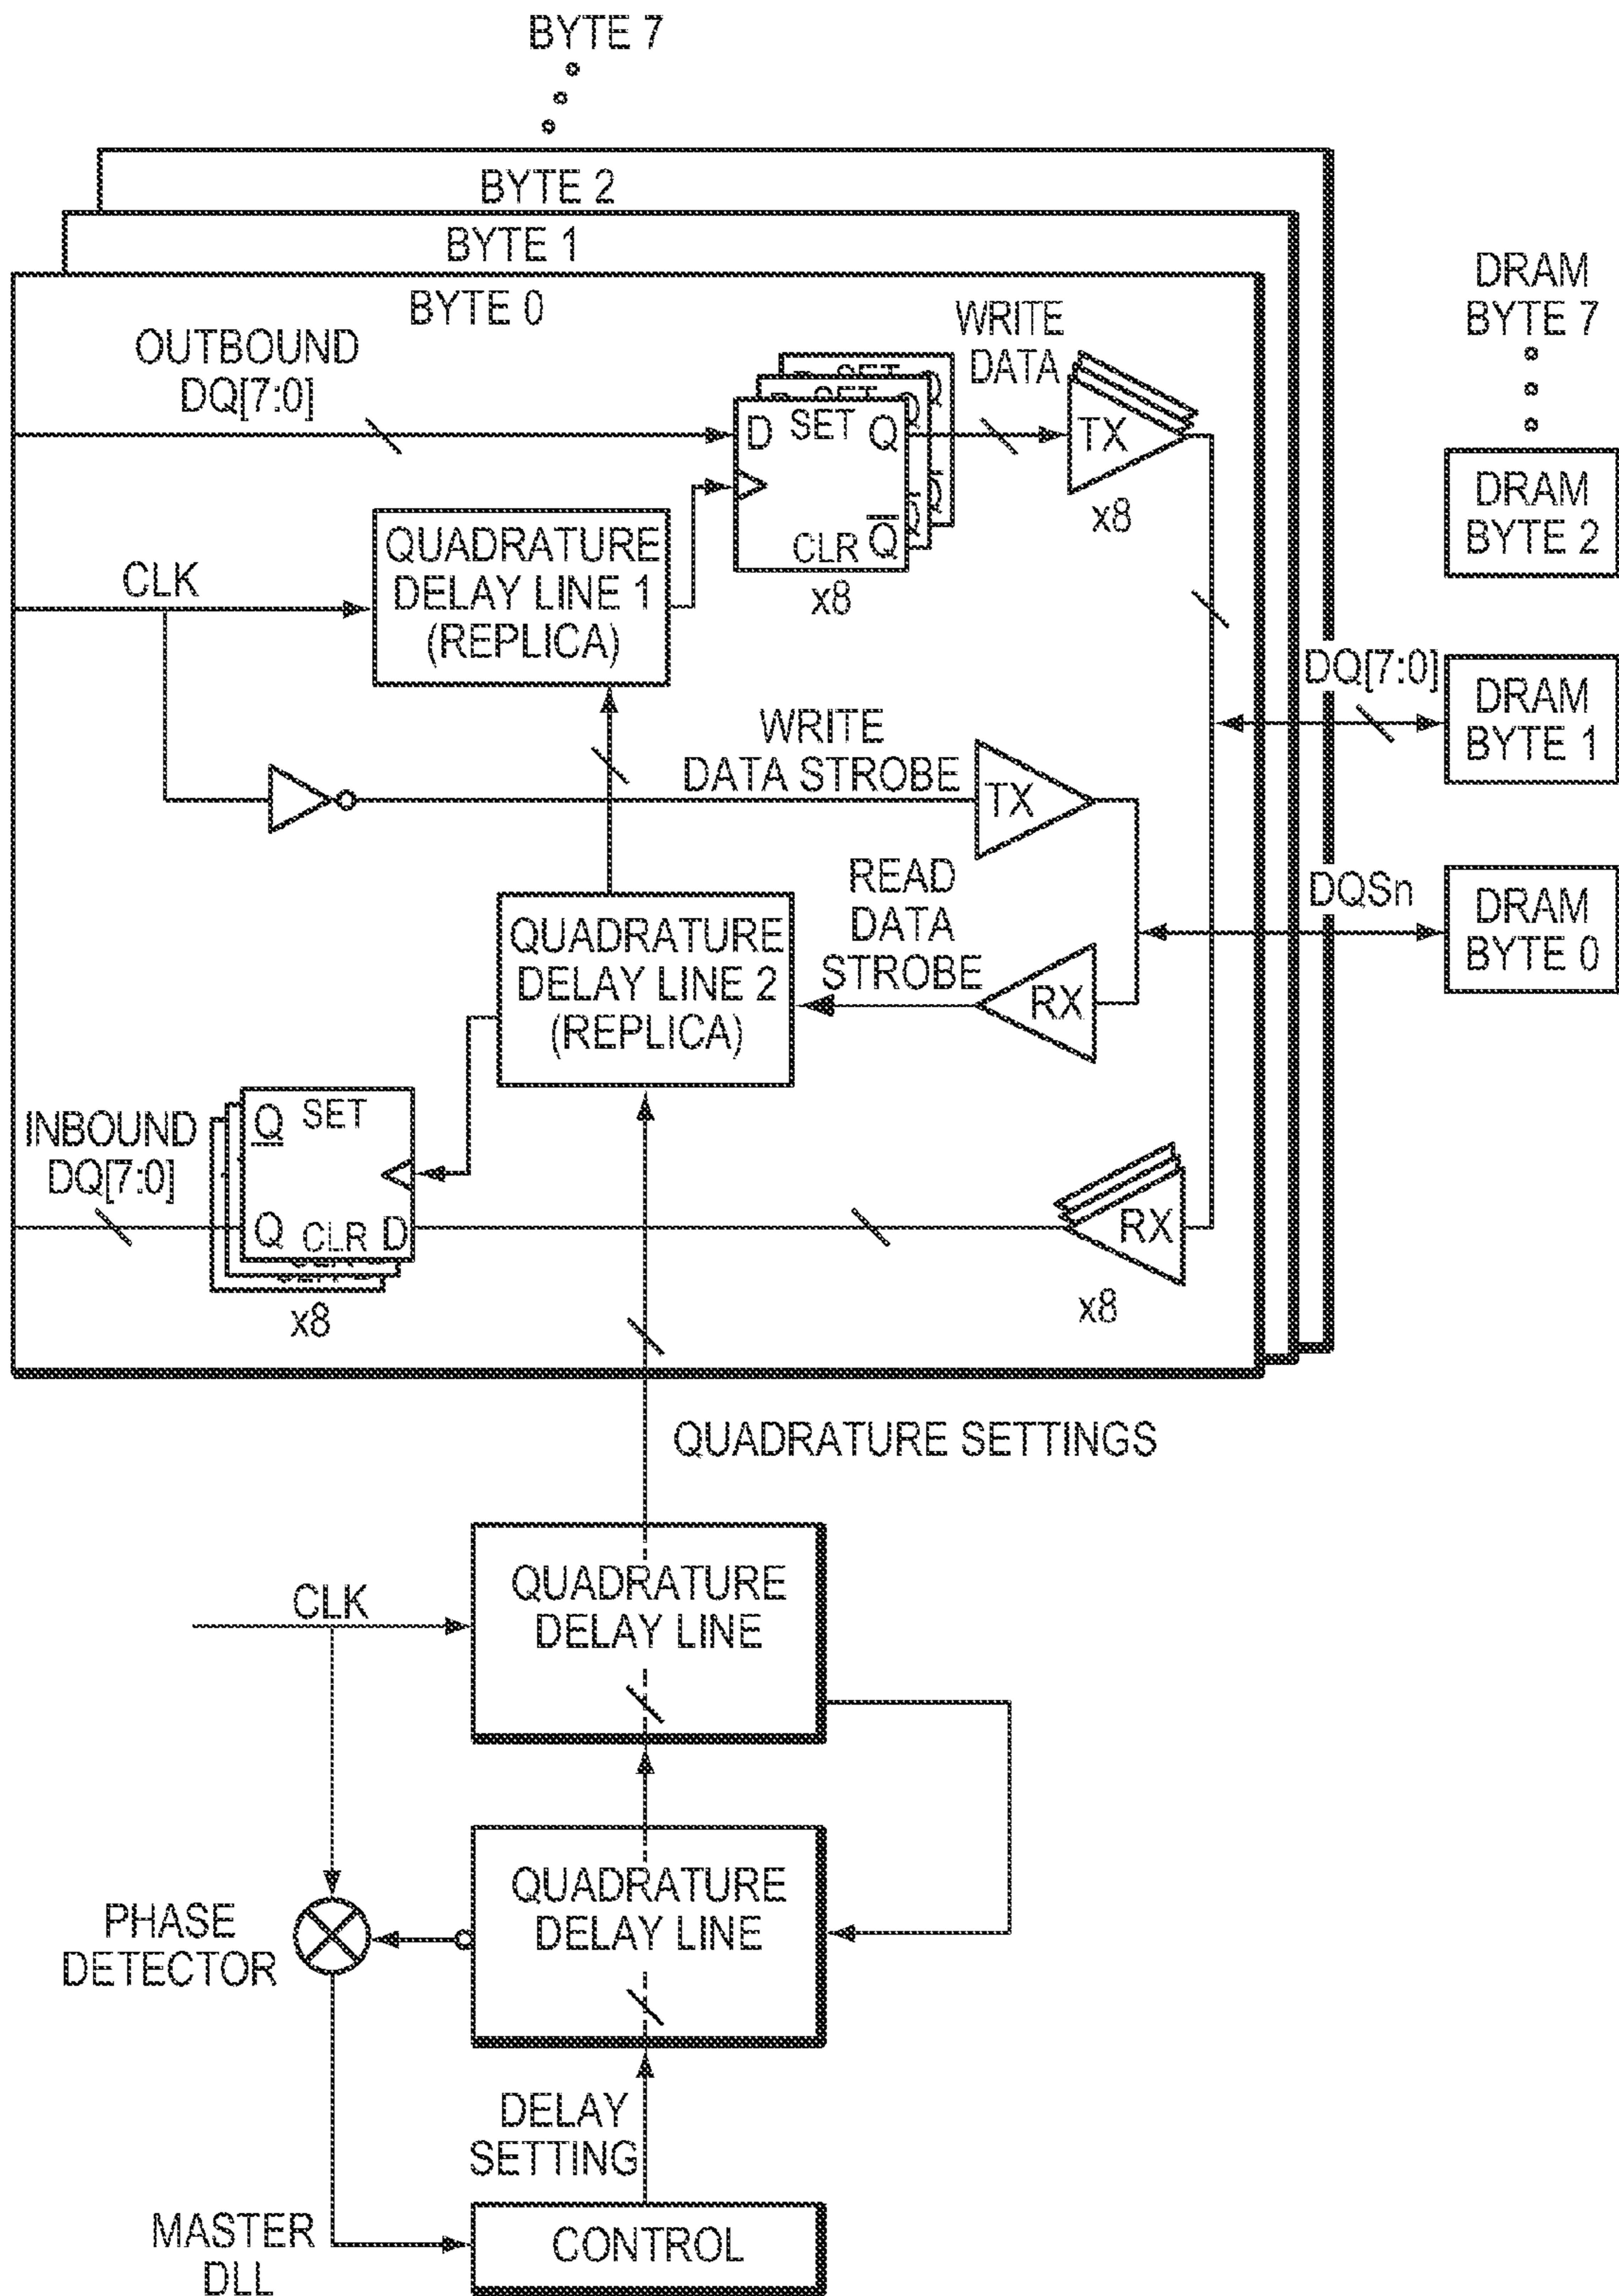 BYTE 7
BYTE 2
BYTE 1
BYTE 0
OUTBOUND
DQ[7:0]
WRITE
DATA
D SET Q
CLR Q
x8
TX
x8
CLK
QUADRATURE
DELAY LINE 1
(REPLICA)
WRITE
DATA STROBE
TX
READ
DATA
STROBE
RX
QUADRATURE
DELAY LINE 2
(REPLICA)
INBOUND
DQ[7:0]
Q SET
Q CLR D
x8
RX
x8
DRAM
BYTE 7
DRAM
BYTE 2
DQ[7:0]
DRAM
BYTE 1
DQSn
DRAM
BYTE 0
QUADRATURE SETTINGS
CLK
QUADRATURE
DELAY LINE
QUADRATURE
DELAY LINE
PHASE
DETECTOR
DELAY
SETTING
MASTER
DLL
CONTROL